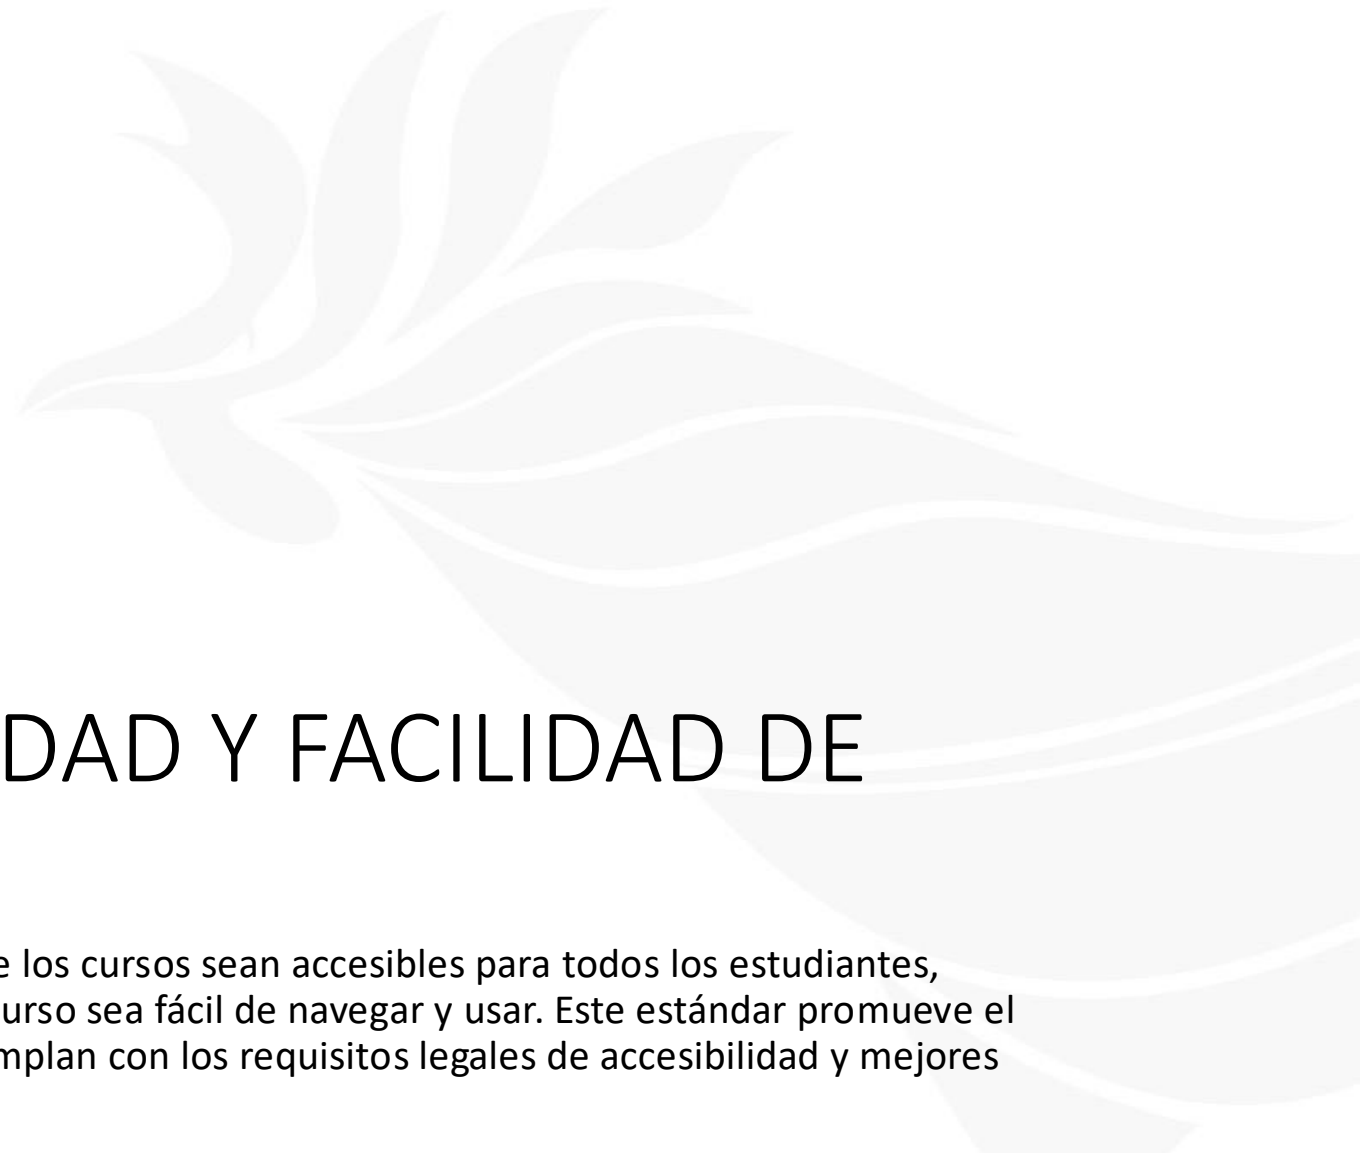 DAD Y FACILIDAD DE
e los cursos sean accesibles para todos los estudiantes,
urso sea fácil de navegar y usar. Este estándar promueve el
mplan con los requisitos legales de accesibilidad y mejores